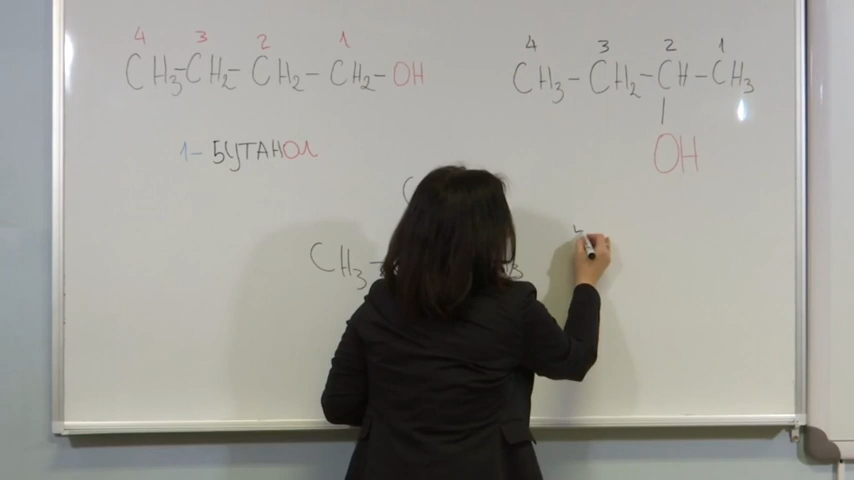 4 3 2 1
CH₃-CH₂-CH₂-CH₂-OH
1-БУТАНОЛ
4 3 2 1
CH₃-CH₂-CH-CH₃
|
OH
C
CH₃-